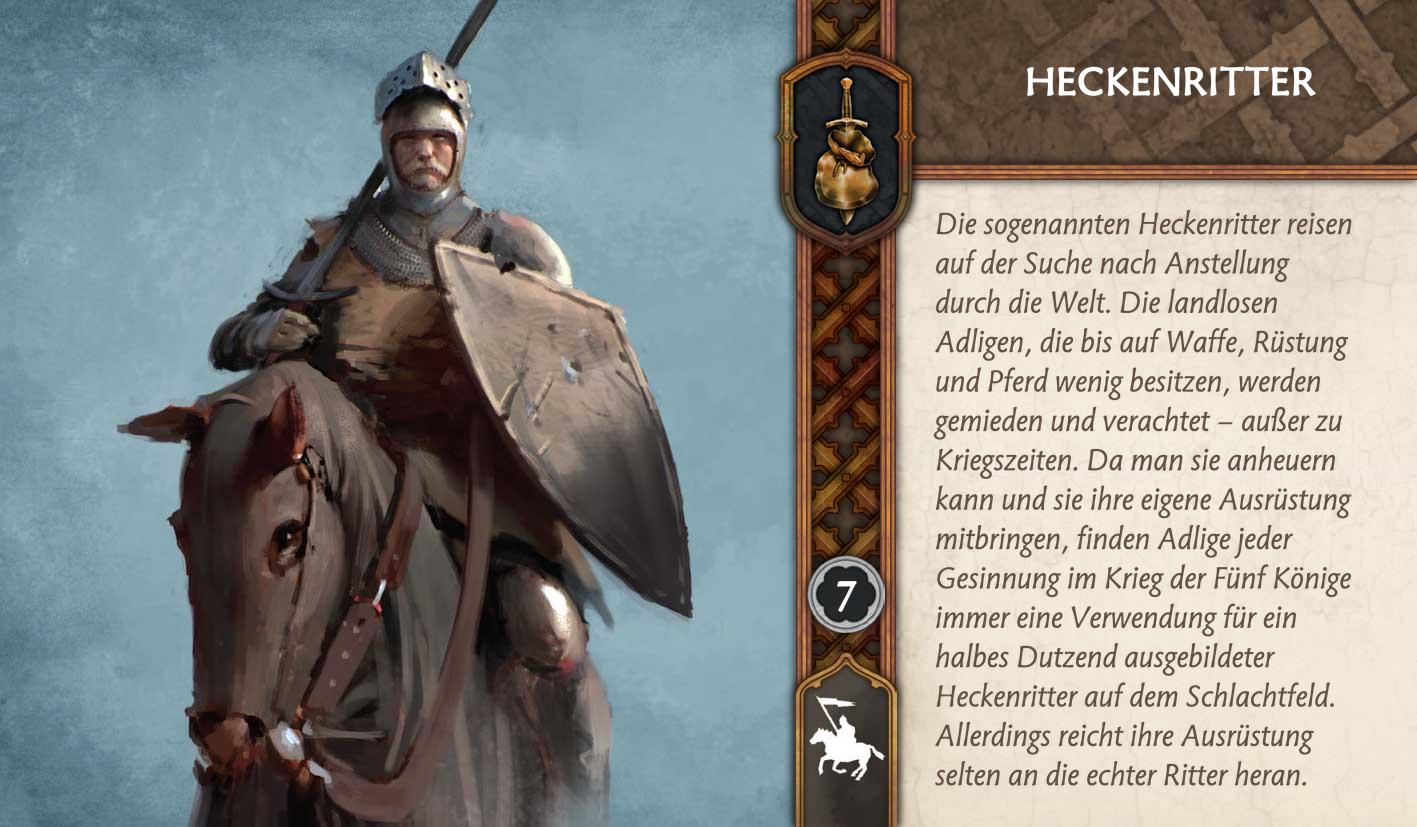 HECKENRITTER
Die sogenannten Heckenritter reisen
auf der Suche nach Anstellung
durch die Welt. Die landlosen
Adligen, die bis auf Waffe, Rüstung
und Pferd wenig besitzen, werden
gemieden und verachtet – außer zu
Kriegszeiten. Da man sie anheuern
kann und sie ihre eigene Ausrüstung
mitbringen, finden Adlige jeder
Gesinnung im Krieg der Fünf Könige
immer eine Verwendung für ein
halbes Dutzend ausgebildeter
Heckenritter auf dem Schlachtfeld.
Allerdings reicht ihre Ausrüstung
selten an die echter Ritter heran.
7